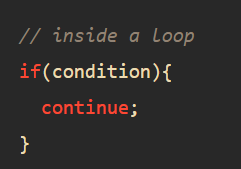 // inside a loop
if(condition){
  continue;
}